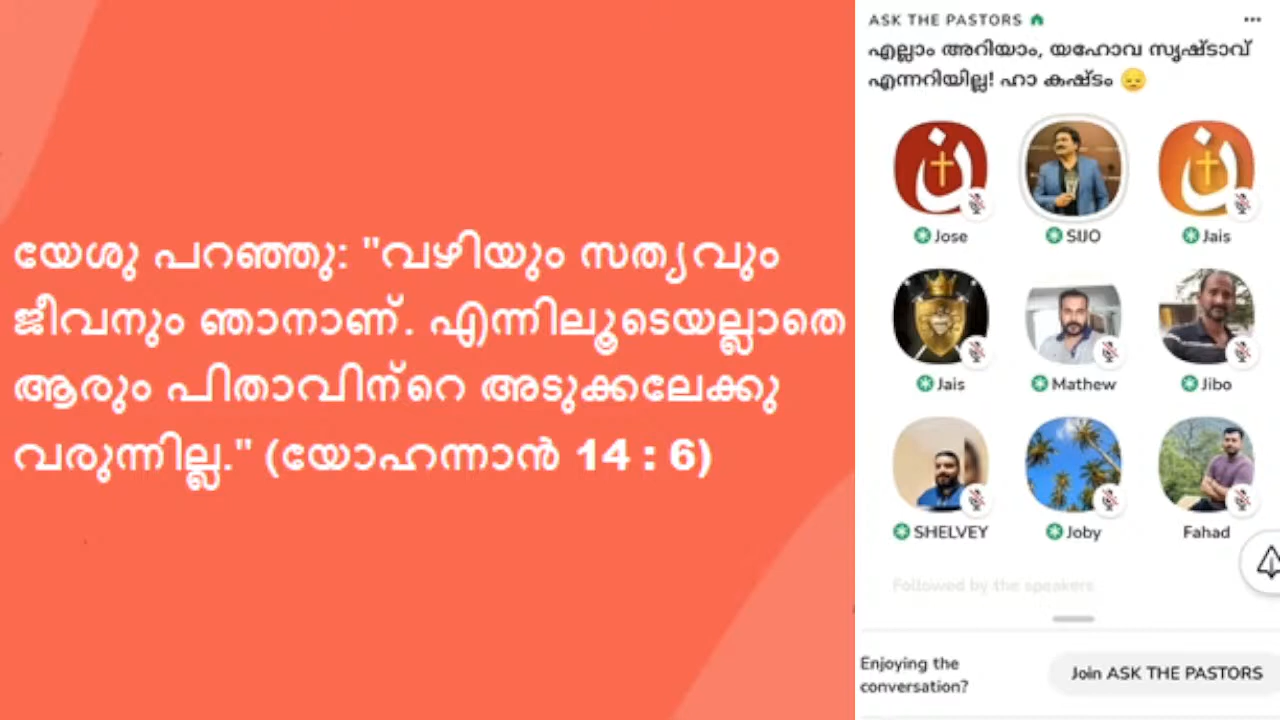 യേശു പറഞ്ഞു: "വഴിയും സത്യവും
ജീവനും ഞാനാണ്. എന്നിലൂടെയല്ലാതെ
ആരും പിതാവിന്റെ അടുക്കലേക്കു
വരുന്നില്ല." (യോഹന്നാൻ 14 : 6)
ASK THE PASTORS
എല്ലാം അറിയാം, യഹോവ സൃഷ്ടാവ്
എന്നറിയില്ല! ഹാ കഷ്ടം 😞
ن ن
Jose SIJO Jais
Jais Mathew Jibo
SHELVEY Joby Fahad
Followed by the speakers
Enjoying the
conversation?
Join ASK THE PASTORS